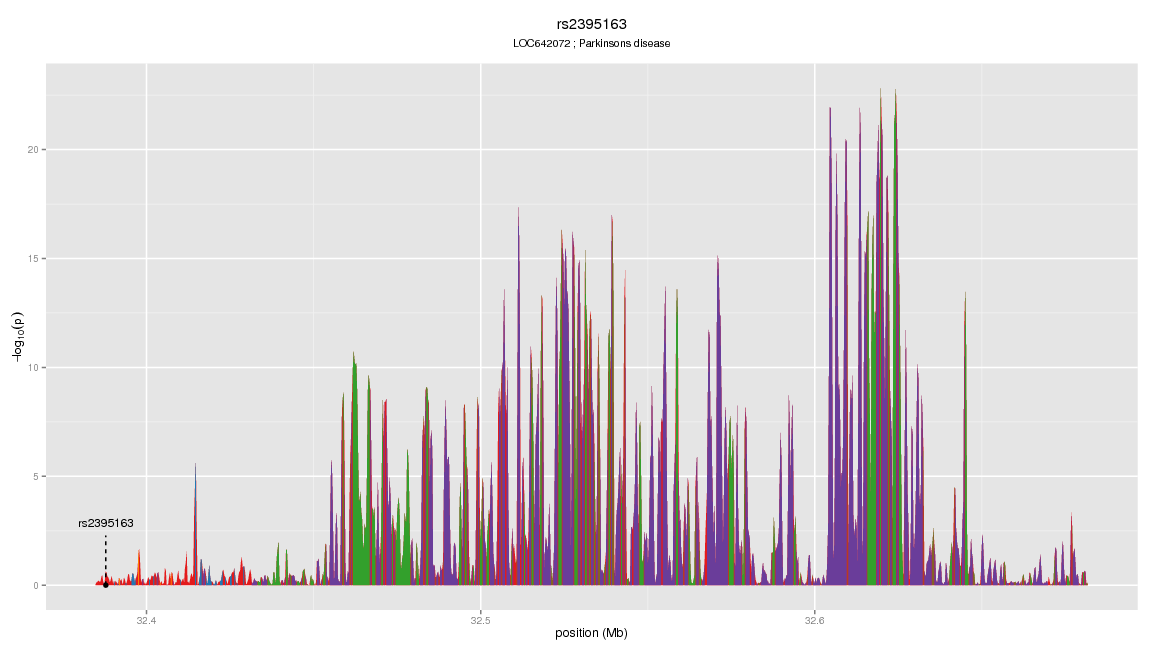 rs2395163
LOC642072 ; Parkinsons disease
20
15
10
5
0
−log10(p)
rs2395163
32.4
32.5
32.6
position (Mb)